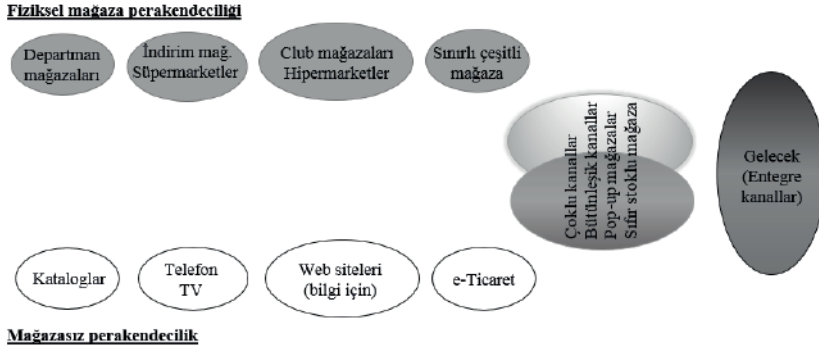 Fiziksel mağaza perakendeciliği
Departman
mağazaları
İndirim mağ.
Süpermarketler
Club mağazaları
Hipermarketler
Sınırlı çeşitli
mağaza
Çoklu kanallar
Bütünleşik kanallar
Pop-up mağazalar
Sıfır stoklu mağaza
Gelecek
(Entegre
kanallar)
Kataloglar
Telefon
TV
Web siteleri
(bilgi için)
e-Ticaret
Mağazasız perakendecilik